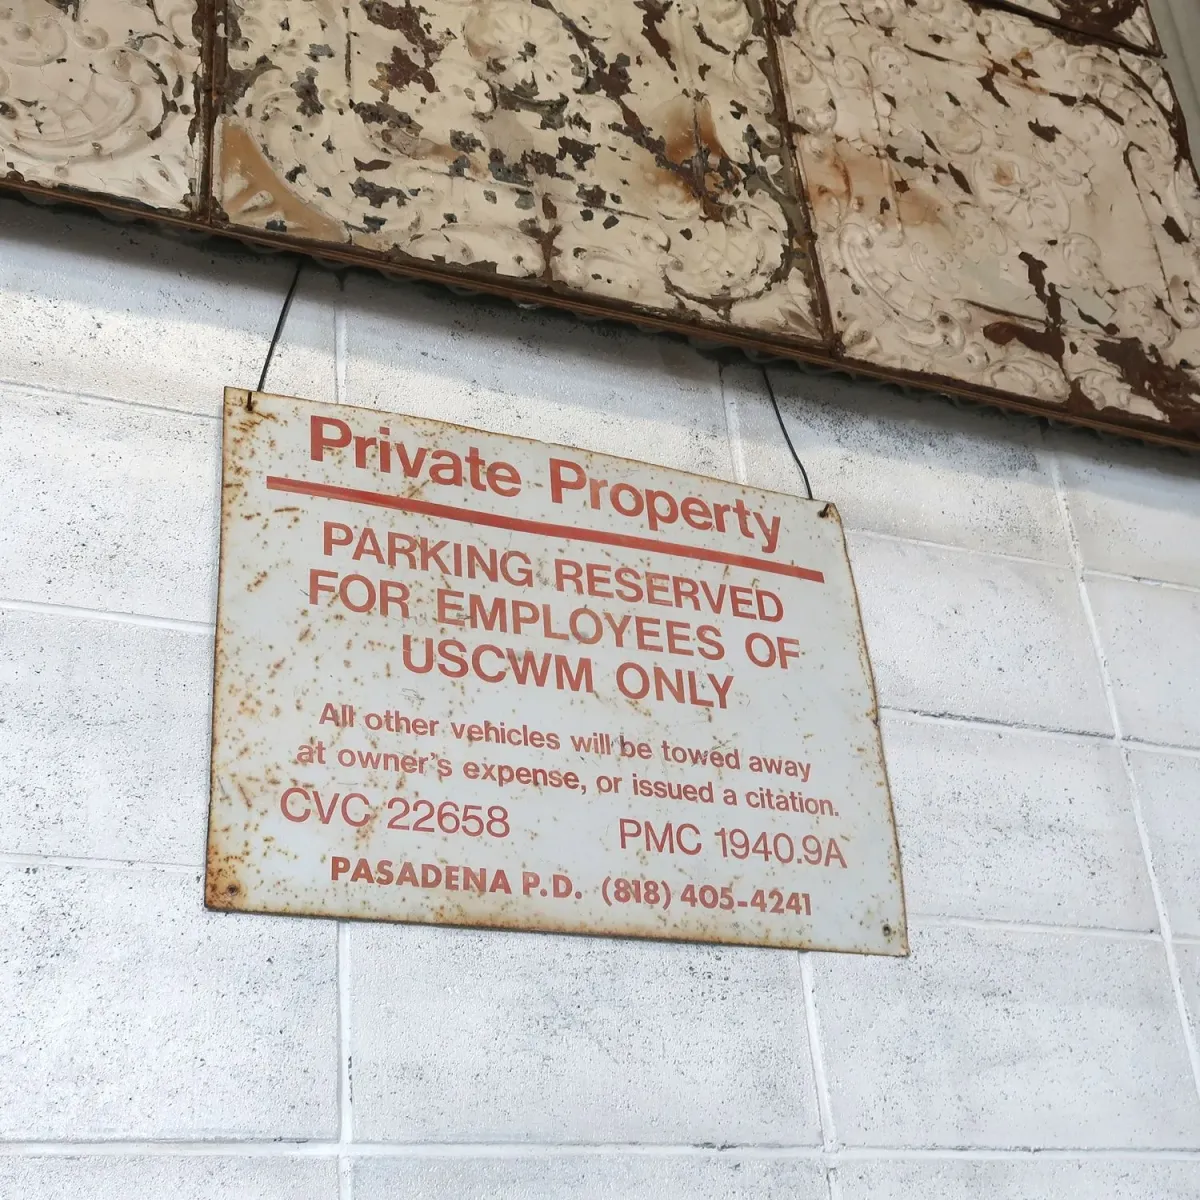 Private Property
PARKING RESERVED
FOR EMPLOYEES OF
USCWM ONLY
All other vehicles will be towed away
at owner's expense, or issued a citation.
CVC 22658 PMC 1940.9A
PASADENA P.D. (818) 405-4241